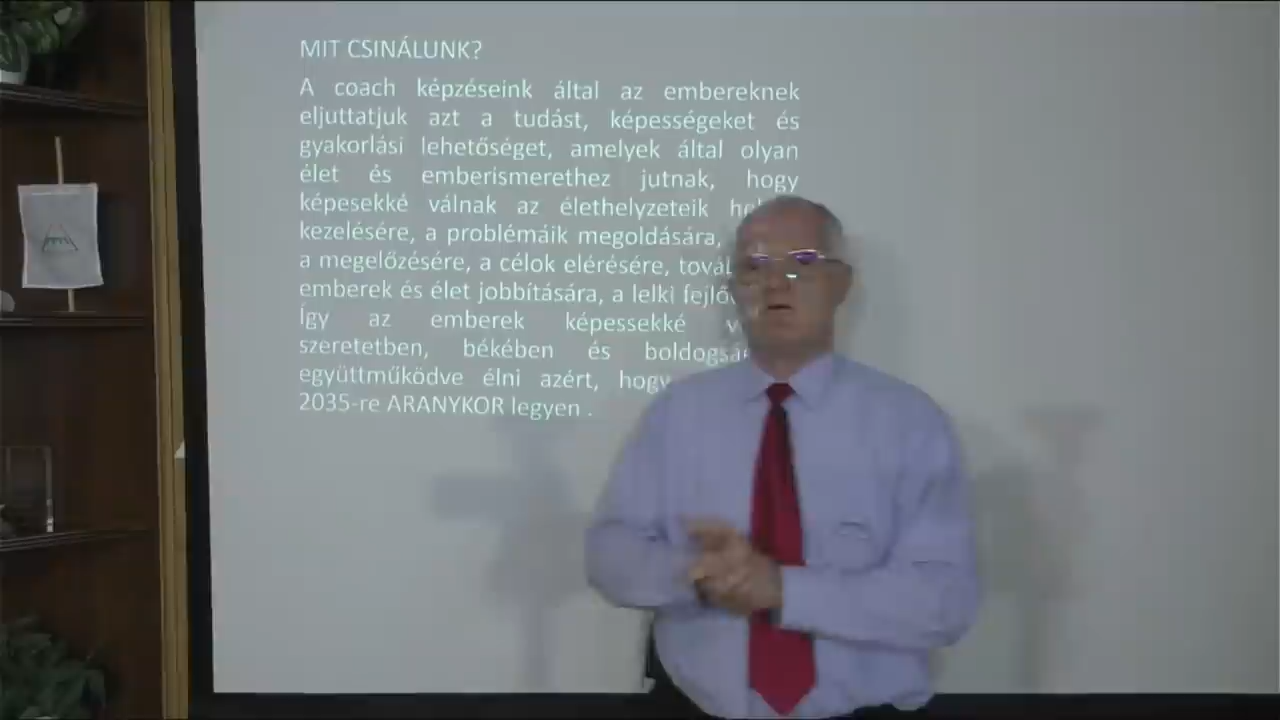 MIT CSINÁLUNK?
A coach képzéseink által az embereknek
eljuttatjuk azt a tudást, képességeket és
gyakorlási lehetőséget, amelyek által olyan
élet és emberismerethez jutnak, hogy
képesekké válnak az élethelyzeteik
kezelésére, a problémáik megoldására,
a megelőzésére, a célok elérésére,
emberek és élet jobbítására, a lelki
Így az emberek képessekké
szeretetben, békében és
együttműködve élni azért, hogy
2035-re ARANYKOR legyen .